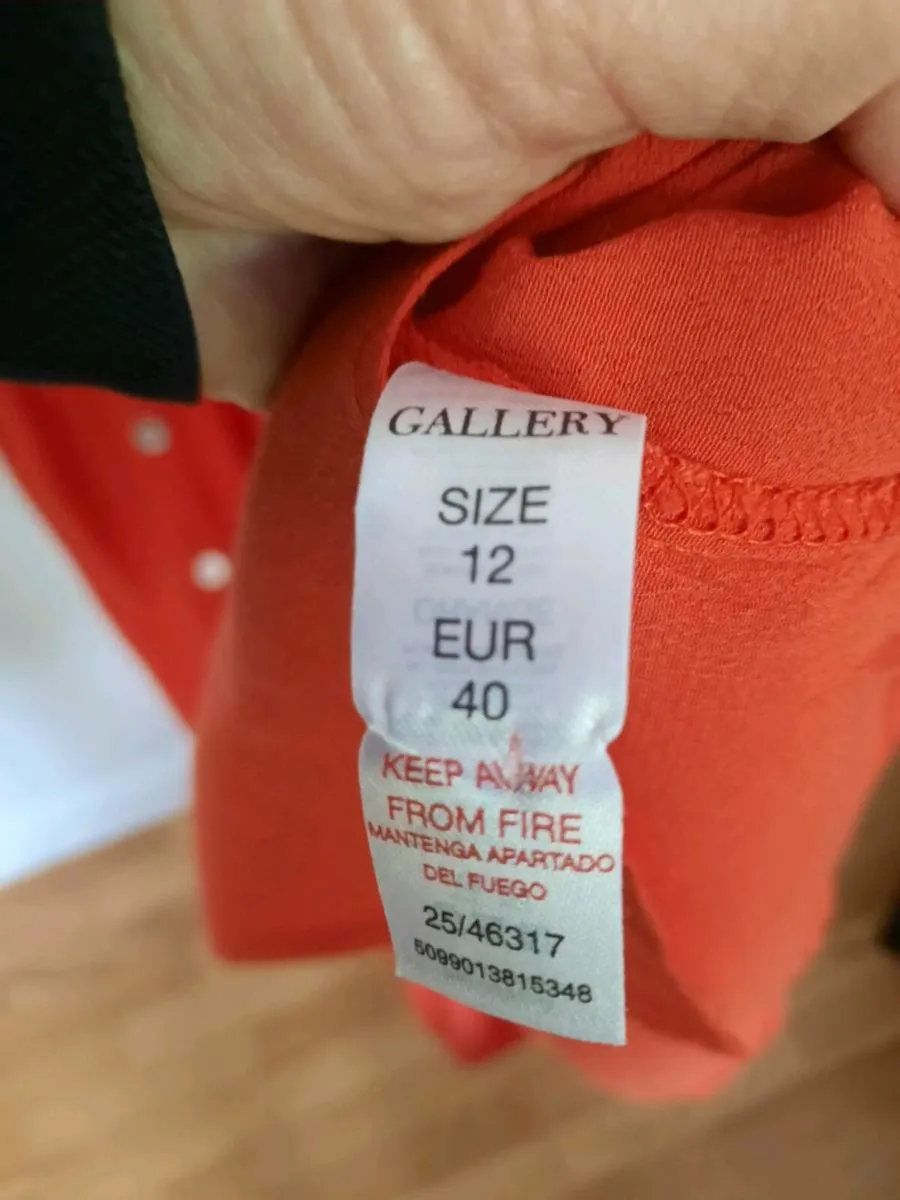 GALLERY
SIZE
12
EUR
40
KEEP AWAY
FROM FIRE
MANTENGA APARTADO
DEL FUEGO
25/46317
5099013815348